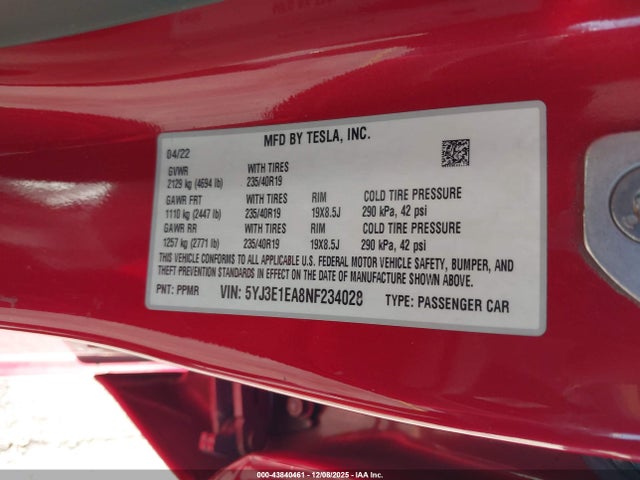 MFD BY TESLA, INC.
04/22
GVWR WITH TIRES
2129 kg (4694 lb) 235/40R19
GAWR FRT WITH TIRES RIM COLD TIRE PRESSURE
1110 kg (2447 lb) 235/40R19 19X8.5J 290 kPa, 42 psi
GAWR RR WITH TIRES RIM COLD TIRE PRESSURE
1257 kg (2771 lb) 235/40R19 19X8.5J 290 kPa, 42 psi
THIS VEHICLE CONFORMS TO ALL APPLICABLE U.S. FEDERAL MOTOR VEHICLE SAFETY, BUMPER, AND
THEFT PREVENTION STANDARDS IN EFFECT ON THE DATE OF MANUFACTURE SHOWN ABOVE.
PNT: PPMR VIN: 5YJ3E1EA8NF234028 TYPE: PASSENGER CAR
000-43840461 - 12/08/2025 - IAA Inc.